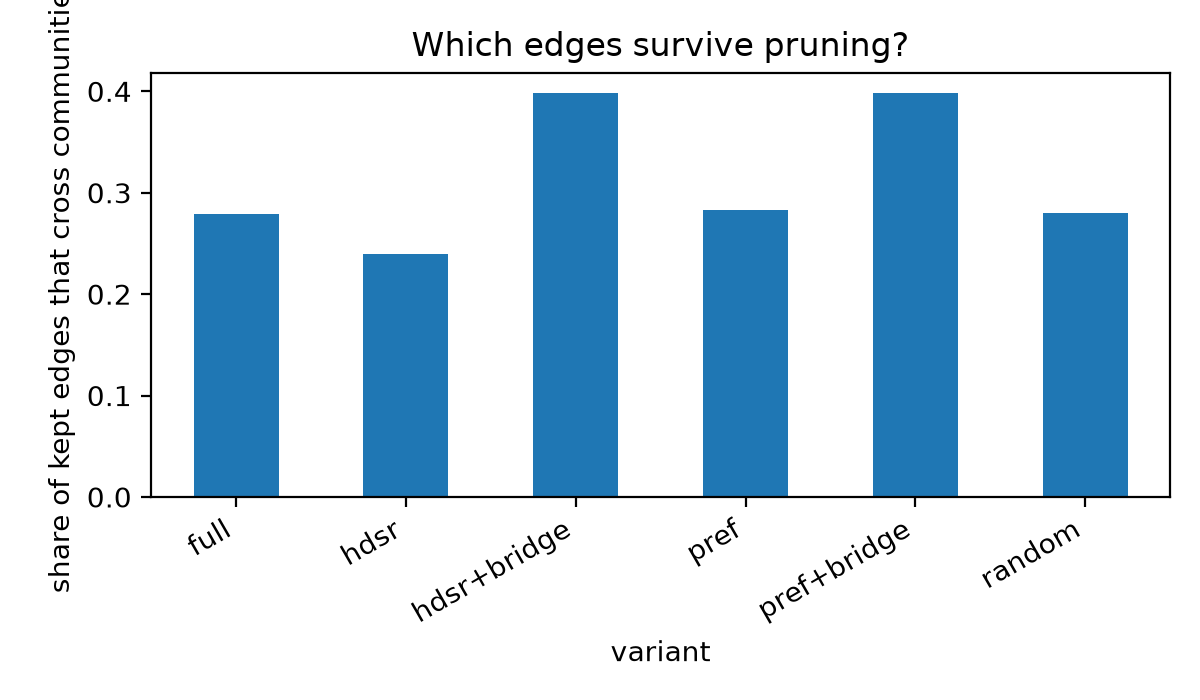 Which edges survive pruning?
share of kept edges that cross
0.4
0.3
0.2
0.1
0.0
full
hdsr
hdsr+bridge
pref
pref+bridge
random
variant